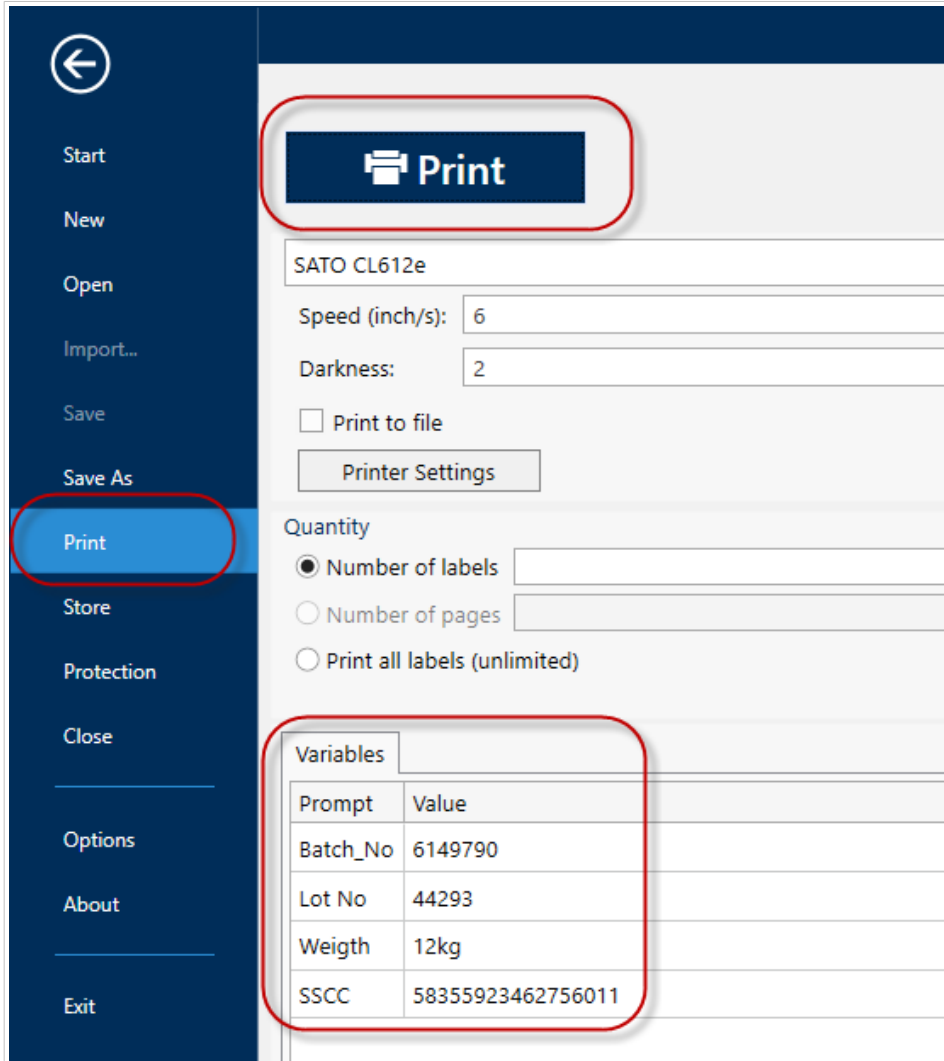 Start
New
Open
Import...
Save
Save As
Print
Store
Protection
Close
Options
About
Exit
Print
SATO CL612e
Speed (inch/s): 6
Darkness: 2
Print to file
Printer Settings
Quantity
Number of labels
Number of pages
Print all labels (unlimited)
Variables
Prompt Value
Batch_No 6149790
Lot No 44293
Weigth 12kg
SSCC 58355923462756011